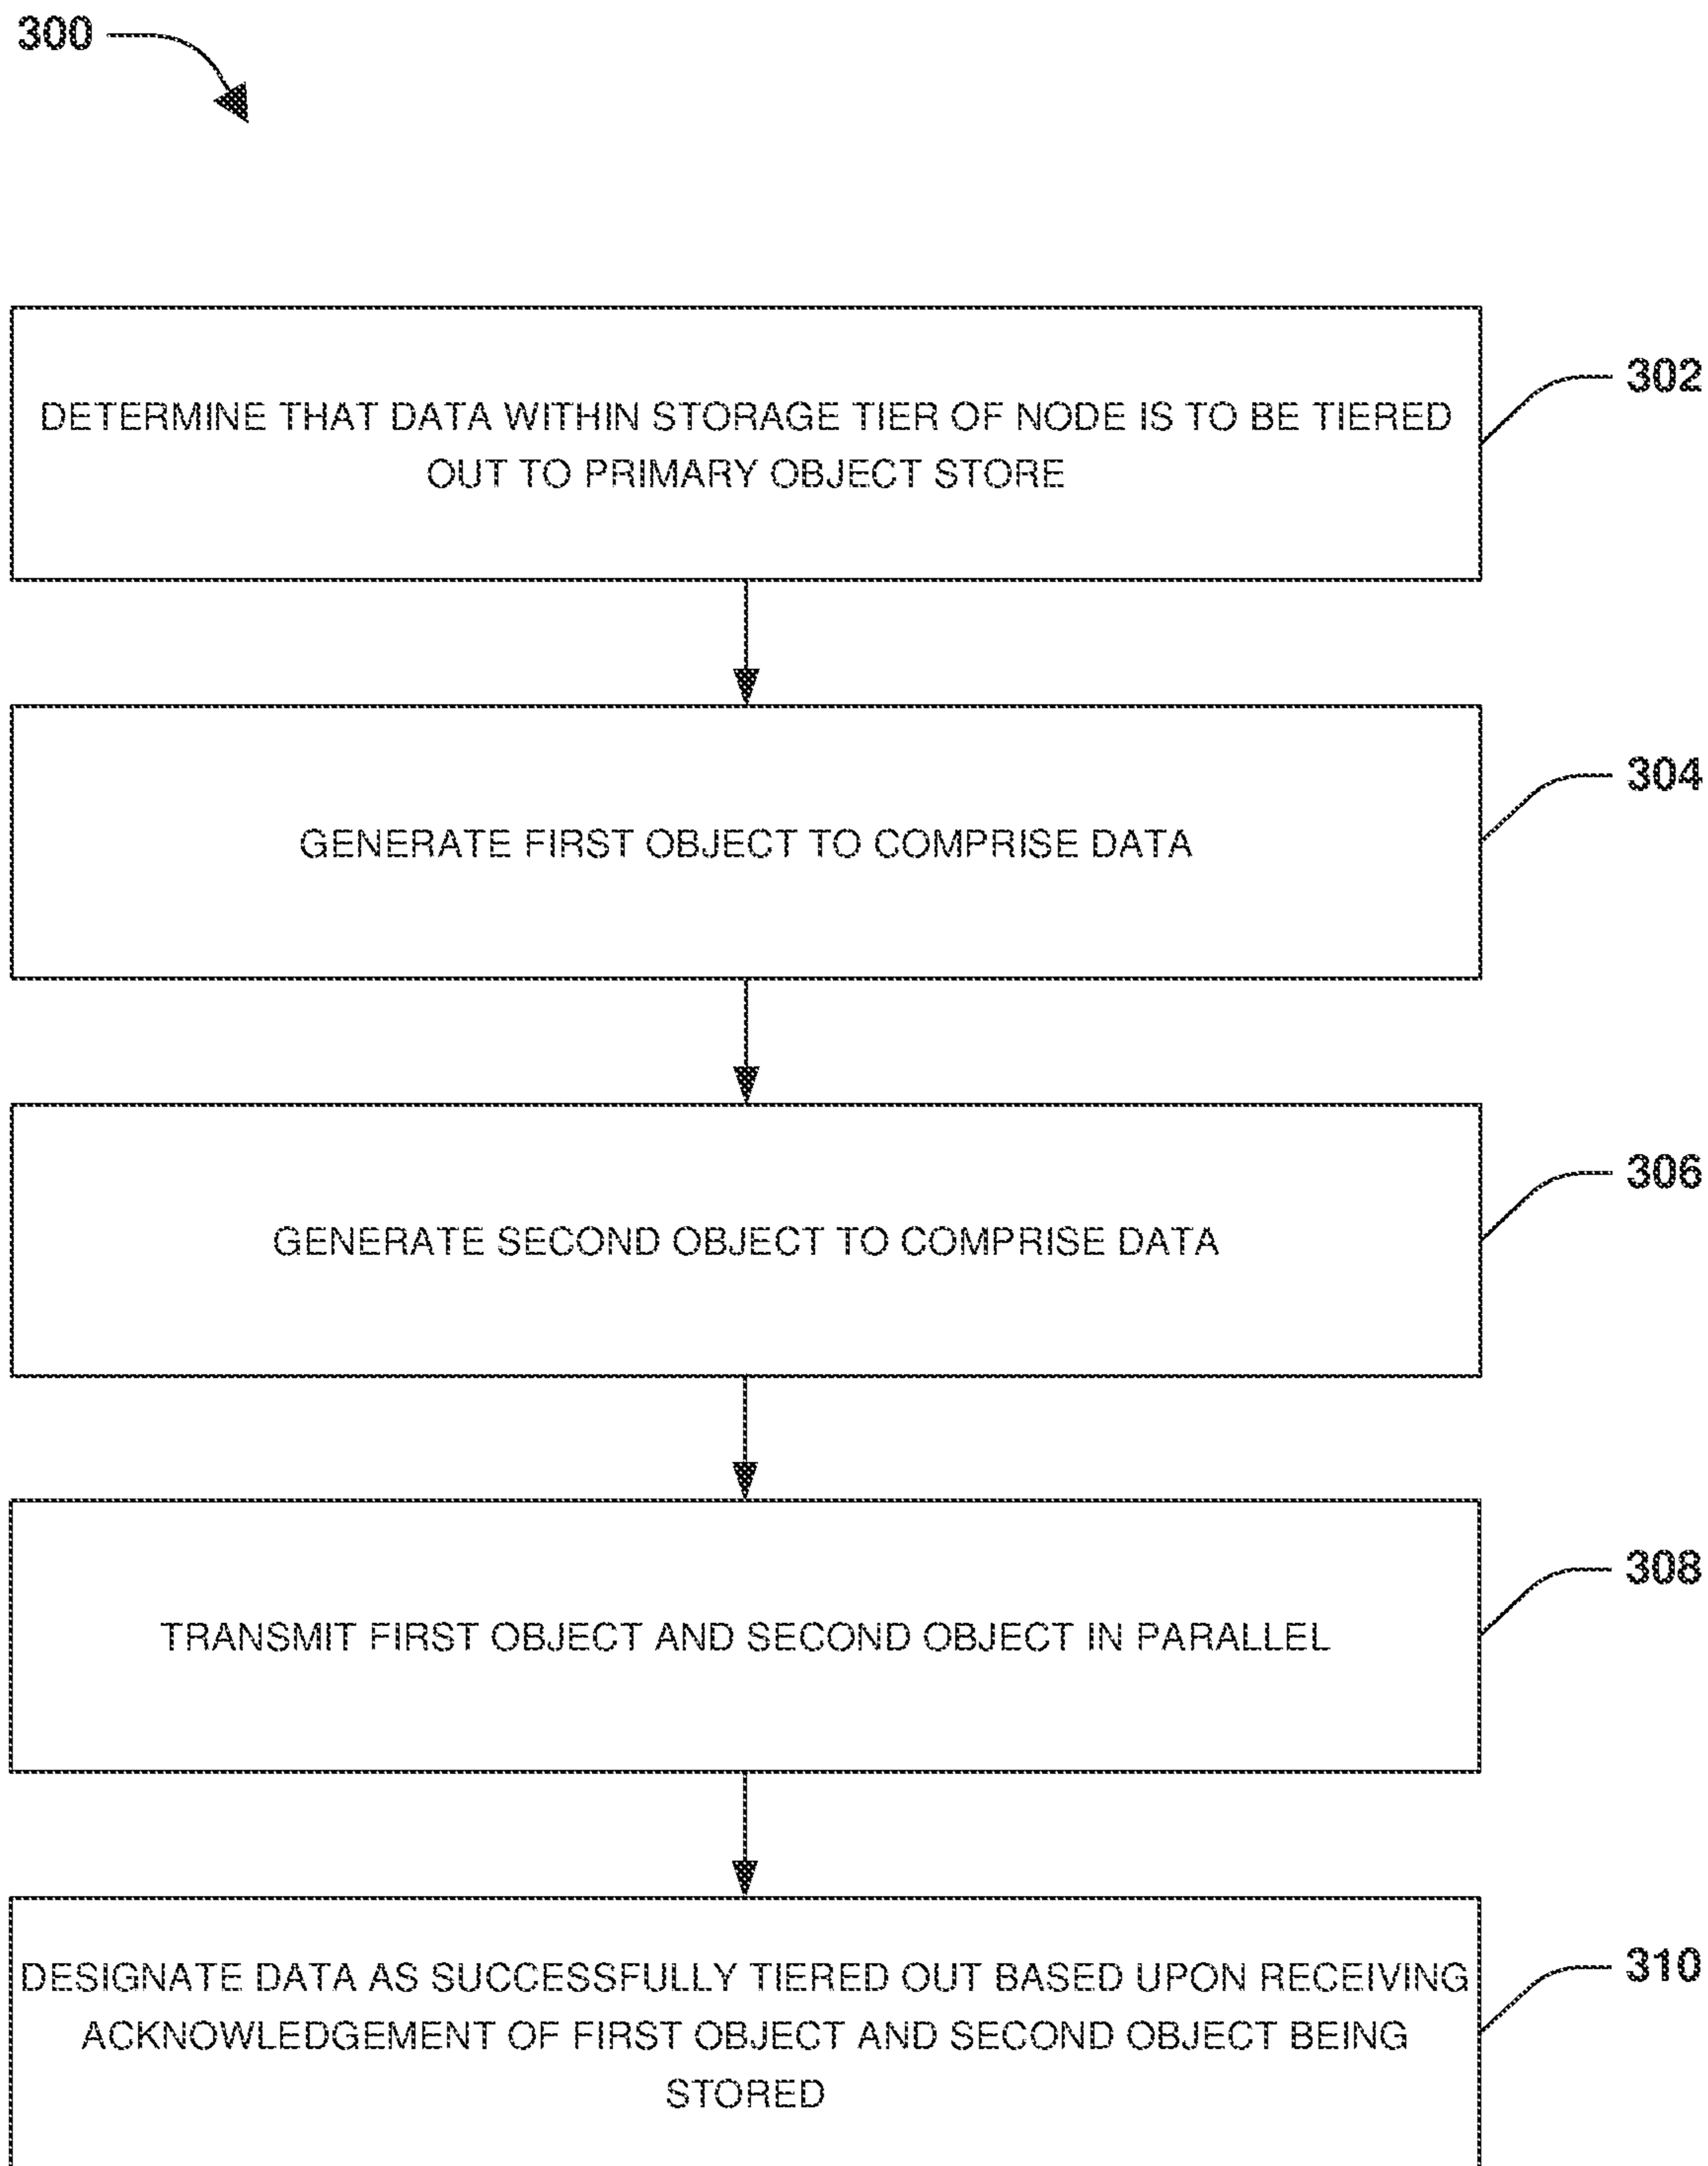 300
DETERMINE THAT DATA WITHIN STORAGE TIER OF NODE IS TO BE TIERED
OUT TO PRIMARY OBJECT STORE
302
GENERATE FIRST OBJECT TO COMPRISE DATA
304
GENERATE SECOND OBJECT TO COMPRISE DATA
306
TRANSMIT FIRST OBJECT AND SECOND OBJECT IN PARALLEL
308
DESIGNATE DATA AS SUCCESSFULLY TIERED OUT BASED UPON RECEIVING
ACKNOWLEDGEMENT OF FIRST OBJECT AND SECOND OBJECT BEING
STORED
310